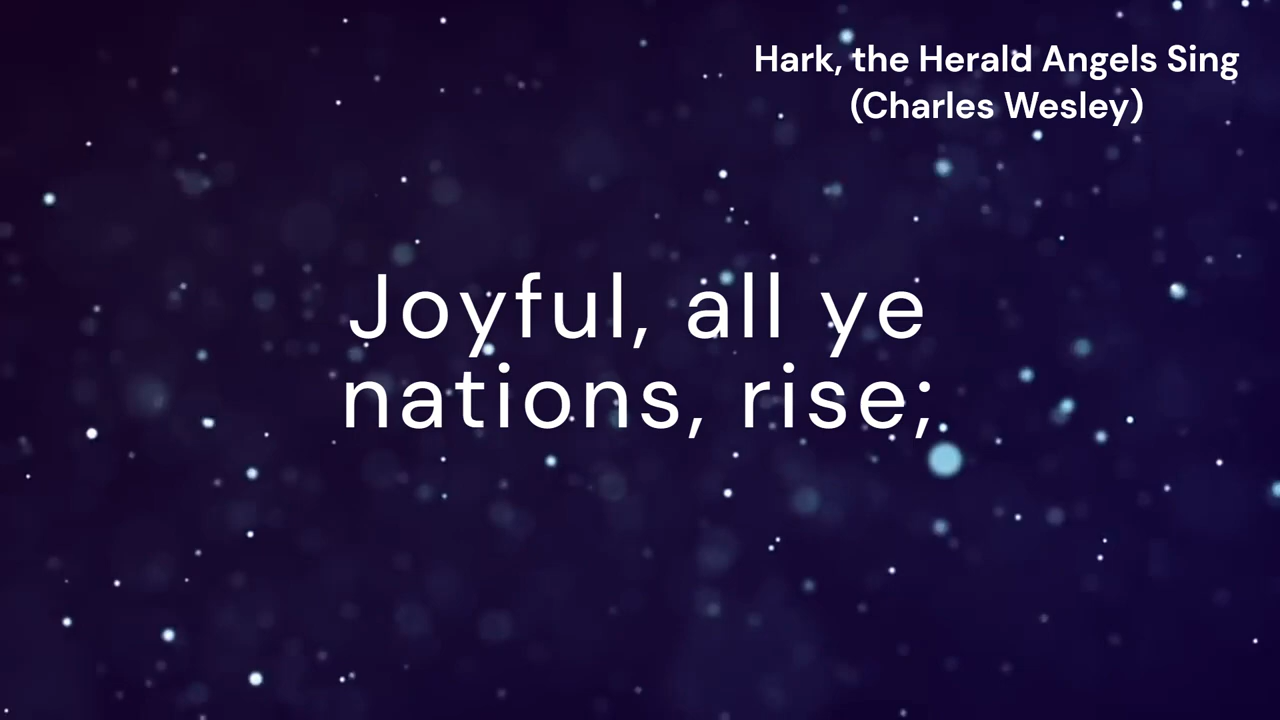 Hark, the Herald Angels Sing
(Charles Wesley)
Joyful, all ye
nations, rise;